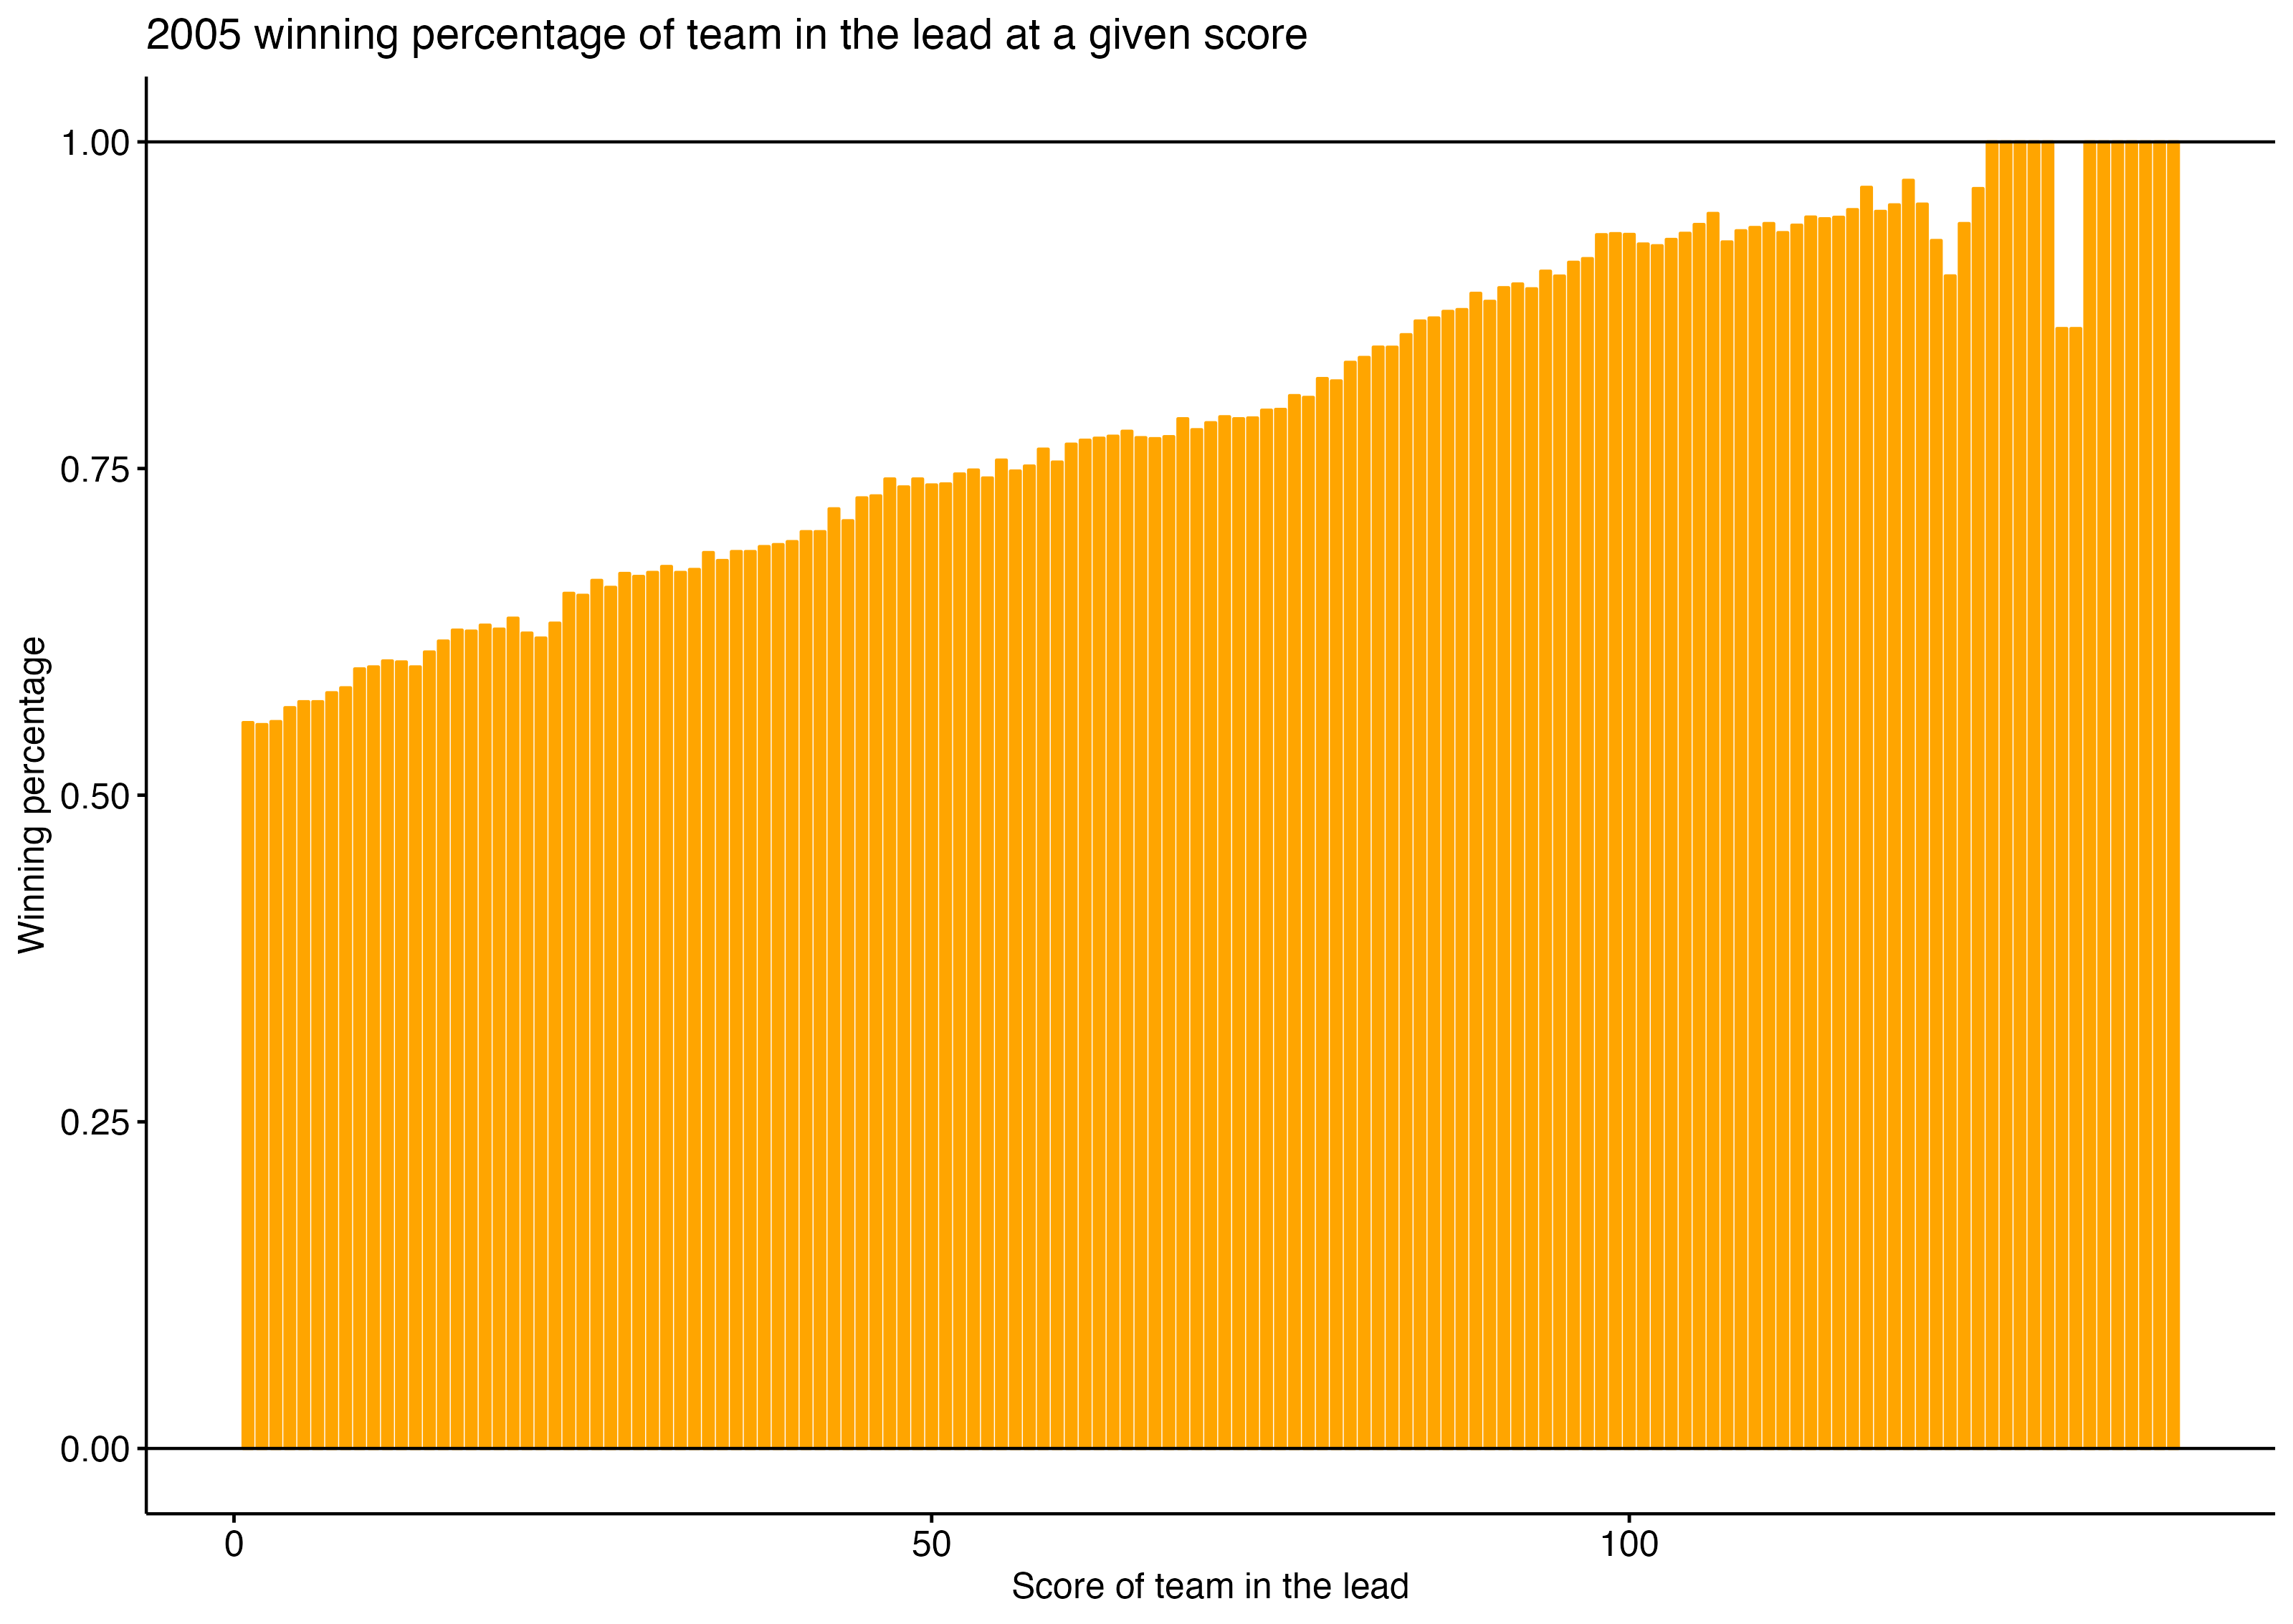 2005 winning percentage of team in the lead at a given score
1.00
0.75
0.50
0.25
0.00
Winning percentage
0 50 100
Score of team in the lead